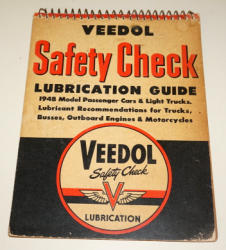 VEEDOL
Safety Check
LUBRICATION GUIDE
1948 Model Passenger Cars & Light Trucks.
Lubricant Recommendations for Trucks,
Busses, Outboard Engines & Motorcycles
VEEDOL
Safety Check
LUBRICATION